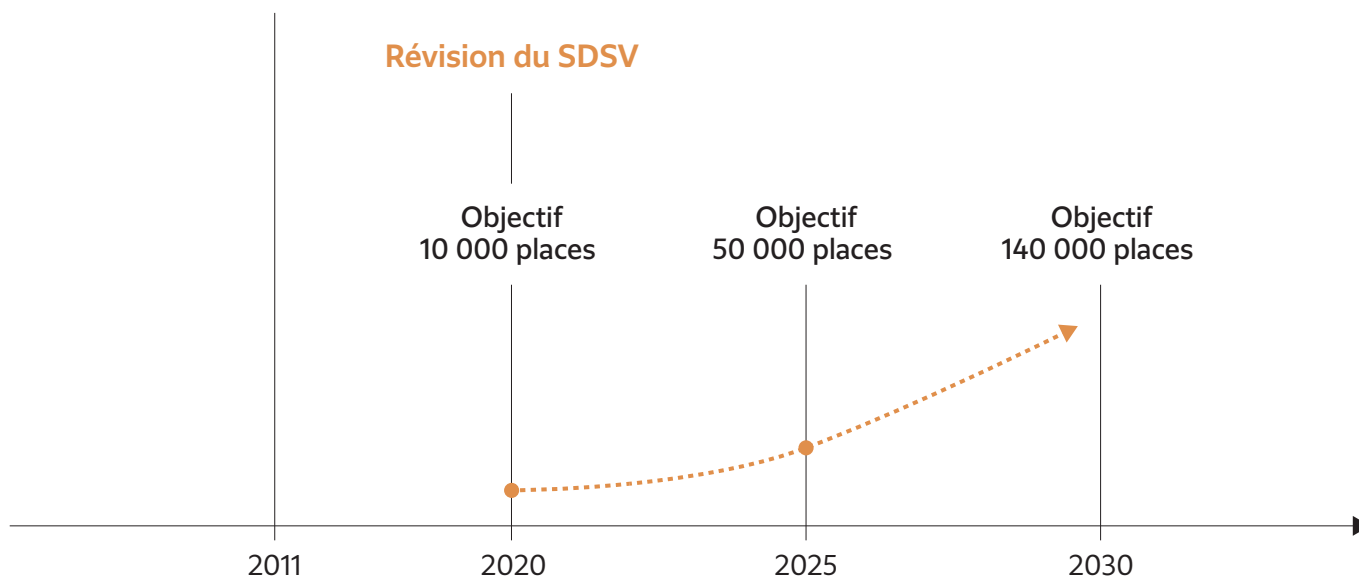 Révision du SDSV
Objectif
10 000 places
Objectif
50 000 places
Objectif
140 000 places
2011
2020
2025
2030